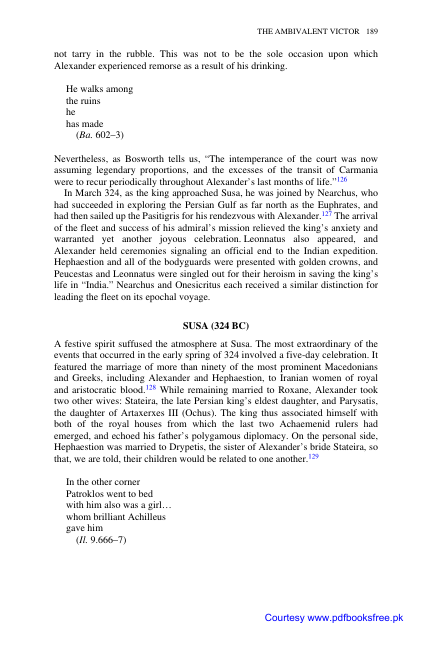 THE AMBIVALENT VICTOR 189
not tarry in the rubble. This was not to be the sole occasion upon which
Alexander experienced remorse as a result of his drinking.
He walks among
the ruins
he
has made
(Ba. 602–3)
Nevertheless, as Bosworth tells us, “The intemperance of the court was now
assuming legendary proportions, and the excesses of the transit of Carmania
were to recur periodically throughout Alexander’s last months of life.”126
In March 324, as the king approached Susa, he was joined by Nearchus, who
had succeeded in exploring the Persian Gulf as far north as the Euphrates, and
had then sailed up the Pasitigris for his rendezvous with Alexander.127 The arrival
of the fleet and success of his admiral’s mission relieved the king’s anxiety and
warranted yet another joyous celebration. Leonnatus also appeared, and
Alexander held ceremonies signaling an official end to the Indian expedition.
Hephaestion and all of the bodyguards were presented with golden crowns, and
Peucestas and Leonnatus were singled out for their heroism in saving the king’s
life in “India.” Nearchus and Onesicritus each received a similar distinction for
leading the fleet on its epochal voyage.
SUSA (324 BC)
A festive spirit suffused the atmosphere at Susa. The most extraordinary of the
events that occurred in the early spring of 324 involved a five-day celebration. It
featured the marriage of more than ninety of the most prominent Macedonians
and Greeks, including Alexander and Hephaestion, to Iranian women of royal
and aristocratic blood.128 While remaining married to Roxane, Alexander took
two other wives: Stateira, the late Persian king’s eldest daughter, and Parysatis,
the daughter of Artaxerxes III (Ochus). The king thus associated himself with
both of the royal houses from which the last two Achaemenid rulers had
emerged, and echoed his father’s polygamous diplomacy. On the personal side,
Hephaestion was married to Drypetis, the sister of Alexander’s bride Stateira, so
that, we are told, their children would be related to one another.129
In the other corner
Patroklos went to bed
with him also was a girl…
whom brilliant Achilleus
gave him
(Il. 9.666–7)
Courtesy www.pdfbooksfree.pk